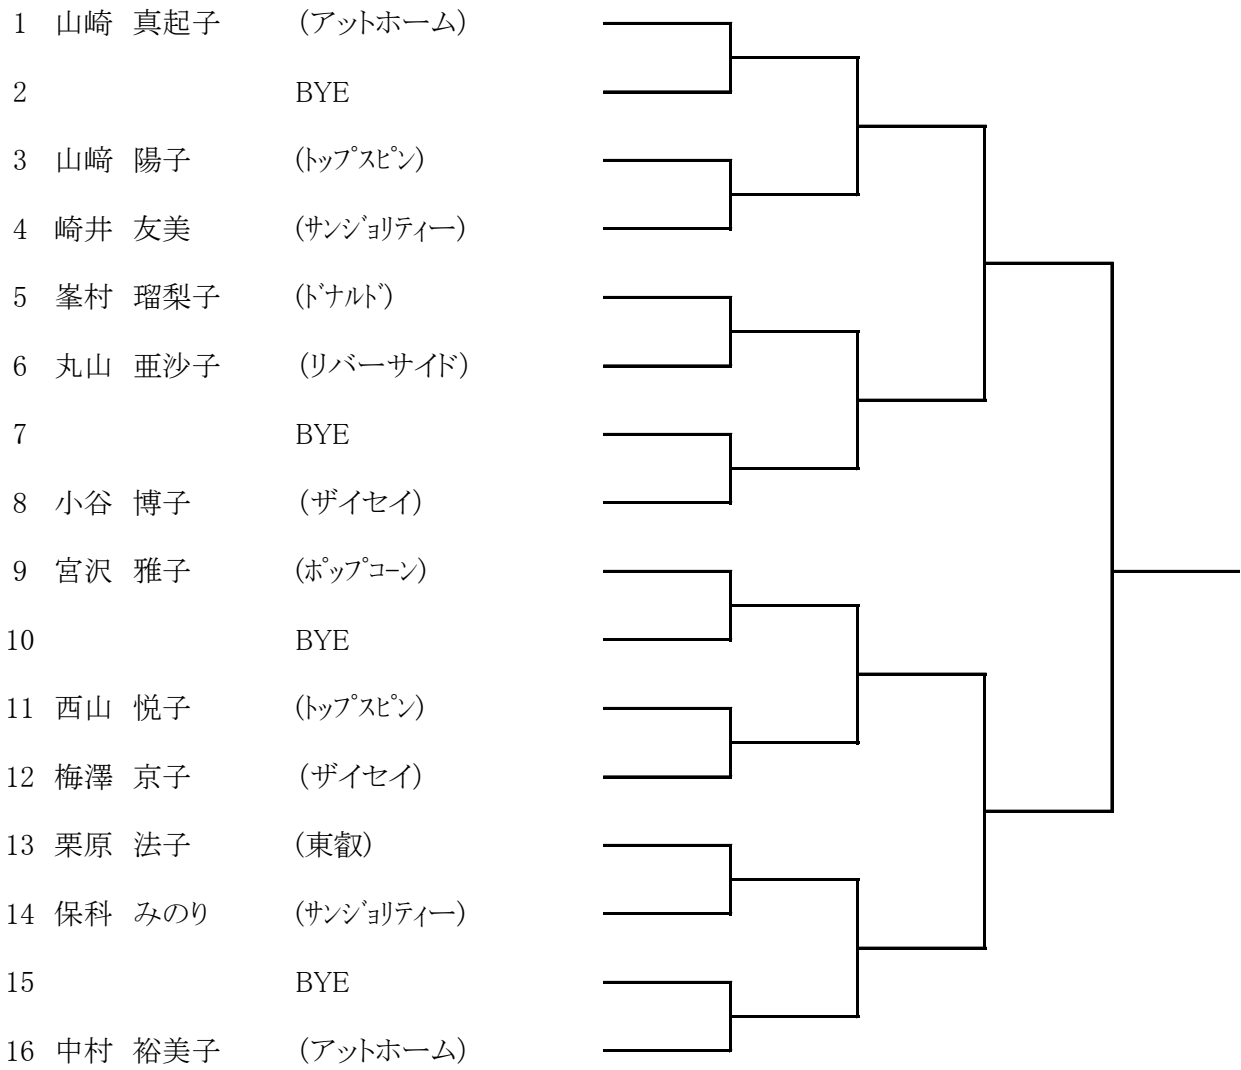 1 山崎 真起子 (アットホーム)
2 BYE
3 山﨑 陽子 (ﾄｯﾌﾟｽﾋﾟﾝ)
4 崎井 友美 (ｻﾝｼﾞｮﾘﾃｨー)
5 峯村 瑠梨子 (ﾄﾞﾅﾙﾄﾞ)
6 丸山 亜沙子 (リバーサイド)
7 BYE
8 小谷 博子 (ザイセイ)
9 宮沢 雅子 (ﾎﾟｯﾌﾟｺｰﾝ)
10 BYE
11 西山 悦子 (ﾄｯﾌﾟｽﾋﾟﾝ)
12 梅澤 京子 (ザイセイ)
13 栗原 法子 (東叡)
14 保科 みのり (ｻﾝｼﾞｮﾘﾃｨー)
15 BYE
16 中村 裕美子 (アットホーム)